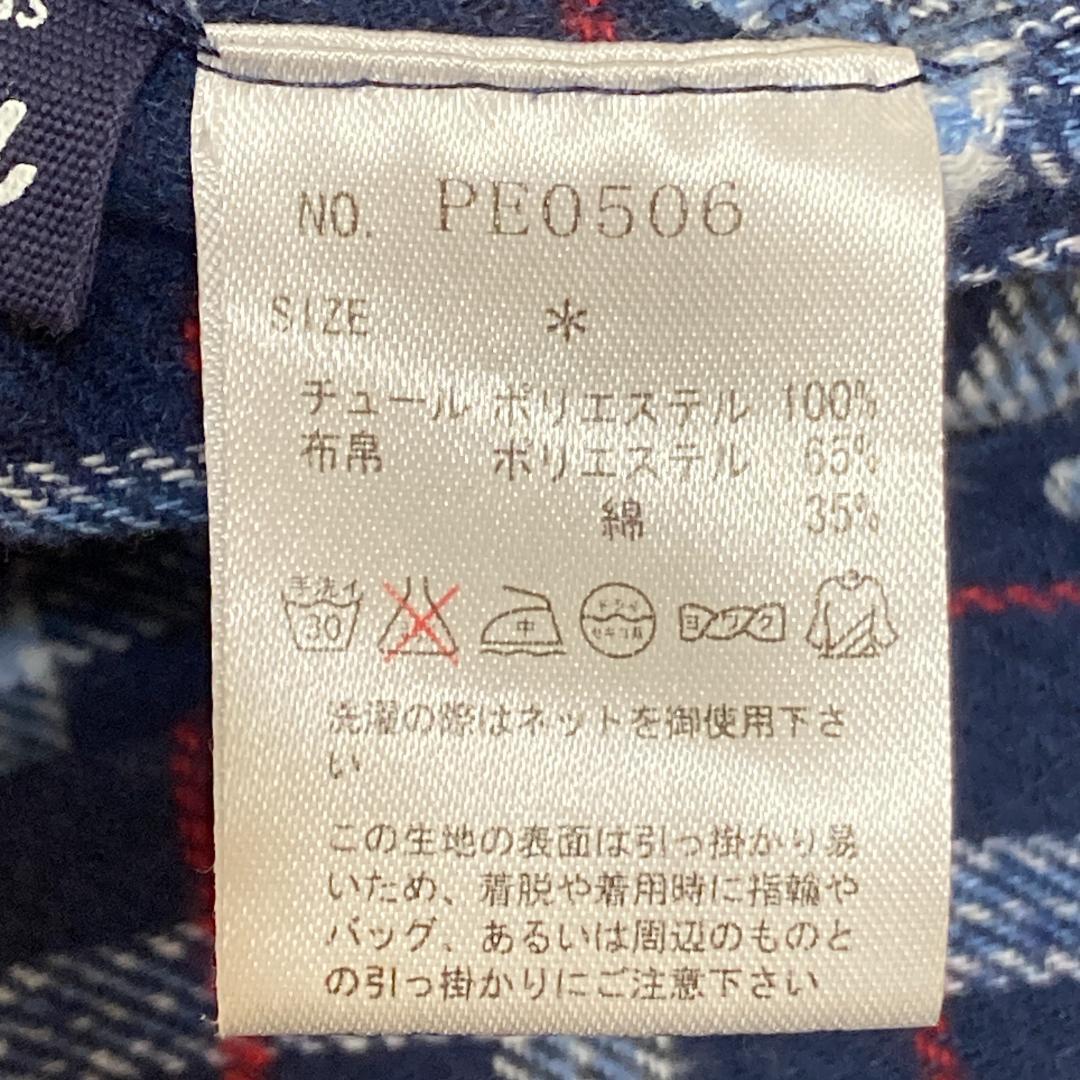 NO. PE0506
SIZE *
チュール ポリエステル 100%
布帛 ポリエステル 65%
綿 35%
手洗イ
30
中
ドライ
セキユ系
ヨワク
洗濯の際はネットを御使用下さ
い
この生地の表面は引っ掛かり易
いため、着脱や着用時に指輪や
バッグ、あるいは周辺のものと
の引っ掛かりにご注意下さい